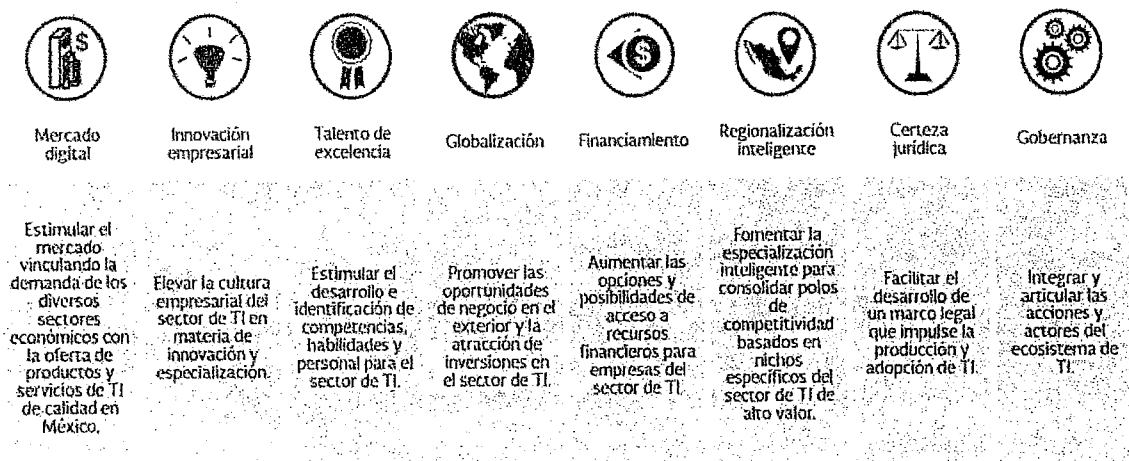 $
$
Mercado
digital
Innovación
empresarial
Talento de
excelencia
Globalización
Financiamiento
Regionalización
inteligente
Certeza
jurídica
Gobernanza
Estimular el
mercado
vinculando la
demanda de los
diversos
sectores
económicos con
la oferta de
productos y
servicios de TI
de calidad en
México.
Elevar la cultura
empresarial del
sector de TI en
materia de
innovación y
especialización.
Estimular el
desarrollo e
identificación de
competencias,
habilidades y
personal para el
sector de TI.
Promover las
oportunidades
de negocio en el
exterior y la
atracción de
inversiones en
el sector de TI.
Aumentar las
opciones y
posibilidades de
acceso a
recursos
financieros para
empresas del
sector de TI.
Fomentar la
especialización
inteligente para
consolidar polos
de
competitividad
basados en
nichos
específicos del
sector de TI de
alto valor.
Facilitar el
desarrollo de
un marco legal
que impulse la
producción y
adopción de TI.
Integrar y
articular las
acciones y
actores del
ecosistema de
TI.